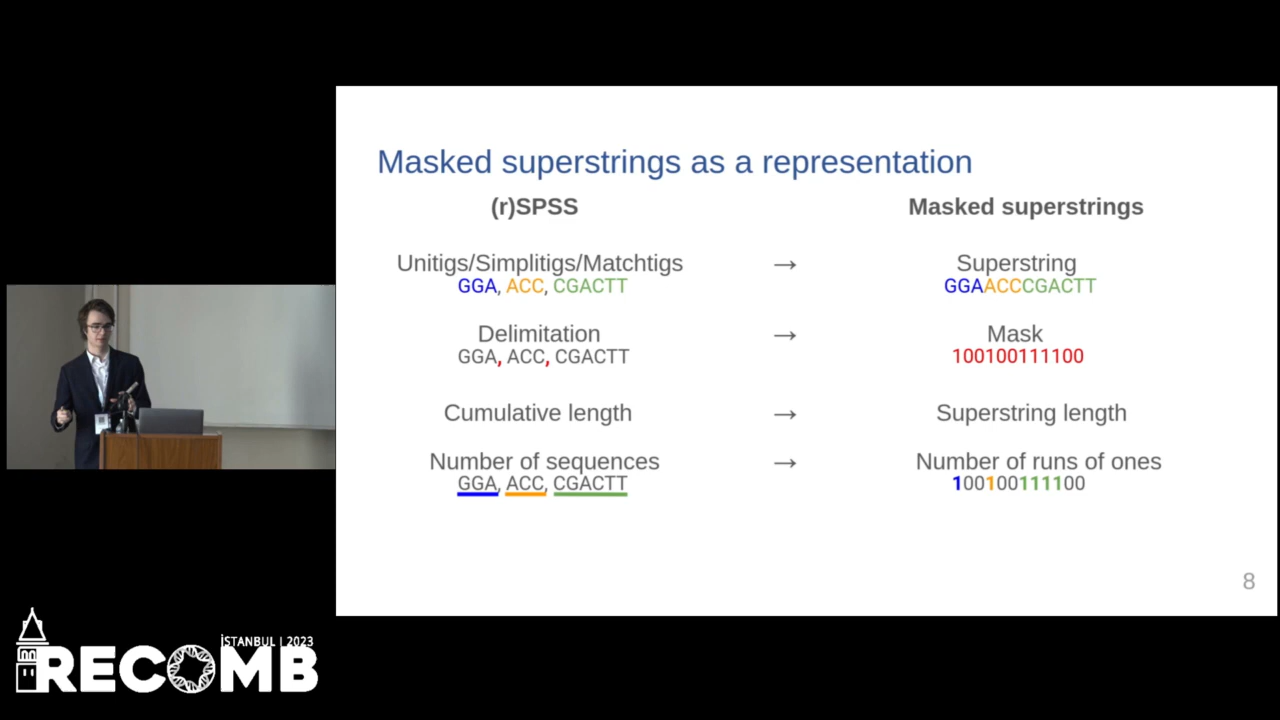 Masked superstrings as a representation
(r)SPSS
Masked superstrings
Unitigs/Simplitigs/Matchtigs → Superstring
GGA, ACC, CGACTT
GGAACCCGACTT
Delimitation → Mask
GGA, ACC, CGACTT
100100111100
Cumulative length → Superstring length
Number of sequences → Number of runs of ones
GGA, ACC, CGACTT
100100111100
8
İSTANBUL | 2023
RECOMB